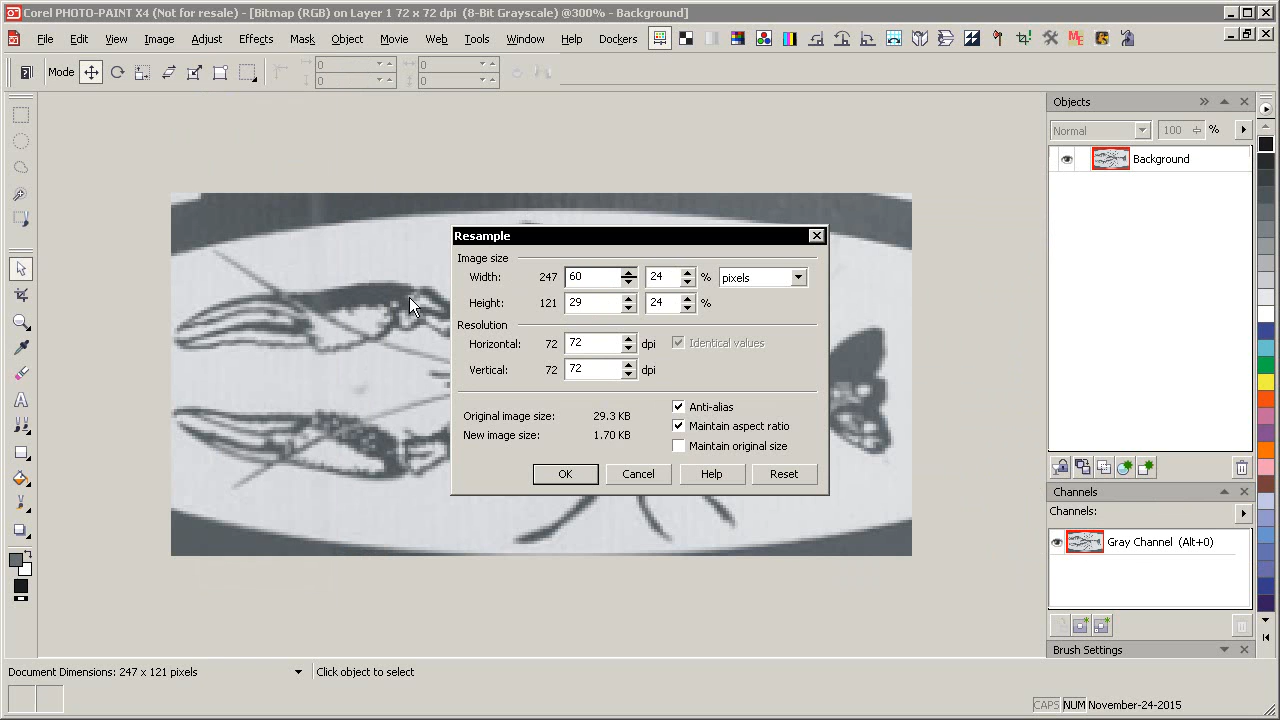 Corel PHOTO-PAINT X4 (Not for resale) - [Bitmap (RGB) on Layer 1 72 x 72 dpi (8-Bit Grayscale) @300% - Background]
File Edit View Image Adjust Effects Mask Object Movie Web Tools Window Help Dockers ME
Mode 0 0
0 0
Objects
Normal 100 %
Background
Resample
Image size
Width: 247 60 24 % pixels
Height: 121 29 24 %
Resolution
Horizontal: 72 72 dpi Identical values
Vertical: 72 72 dpi
Original image size: 29.3 KB Anti-alias
Maintain aspect ratio
New image size: 1.70 KB
Maintain original size
OK Cancel Help Reset
Channels
Channels:
Gray Channel (Alt+0)
Brush Settings
Document Dimensions: 247 x 121 pixels Click object to select
CAPS NUM November-24-2015